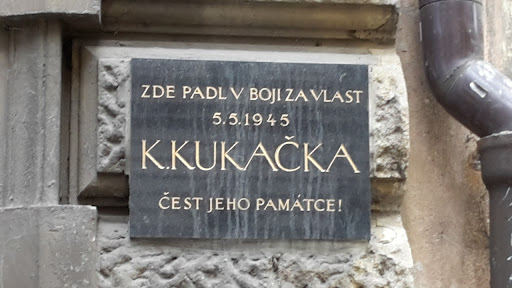 ZDE PADL V BOJI ZA VLAST
5.5.1945
K.KUKAČKA
ČEST JEHO PAMÁTCE!